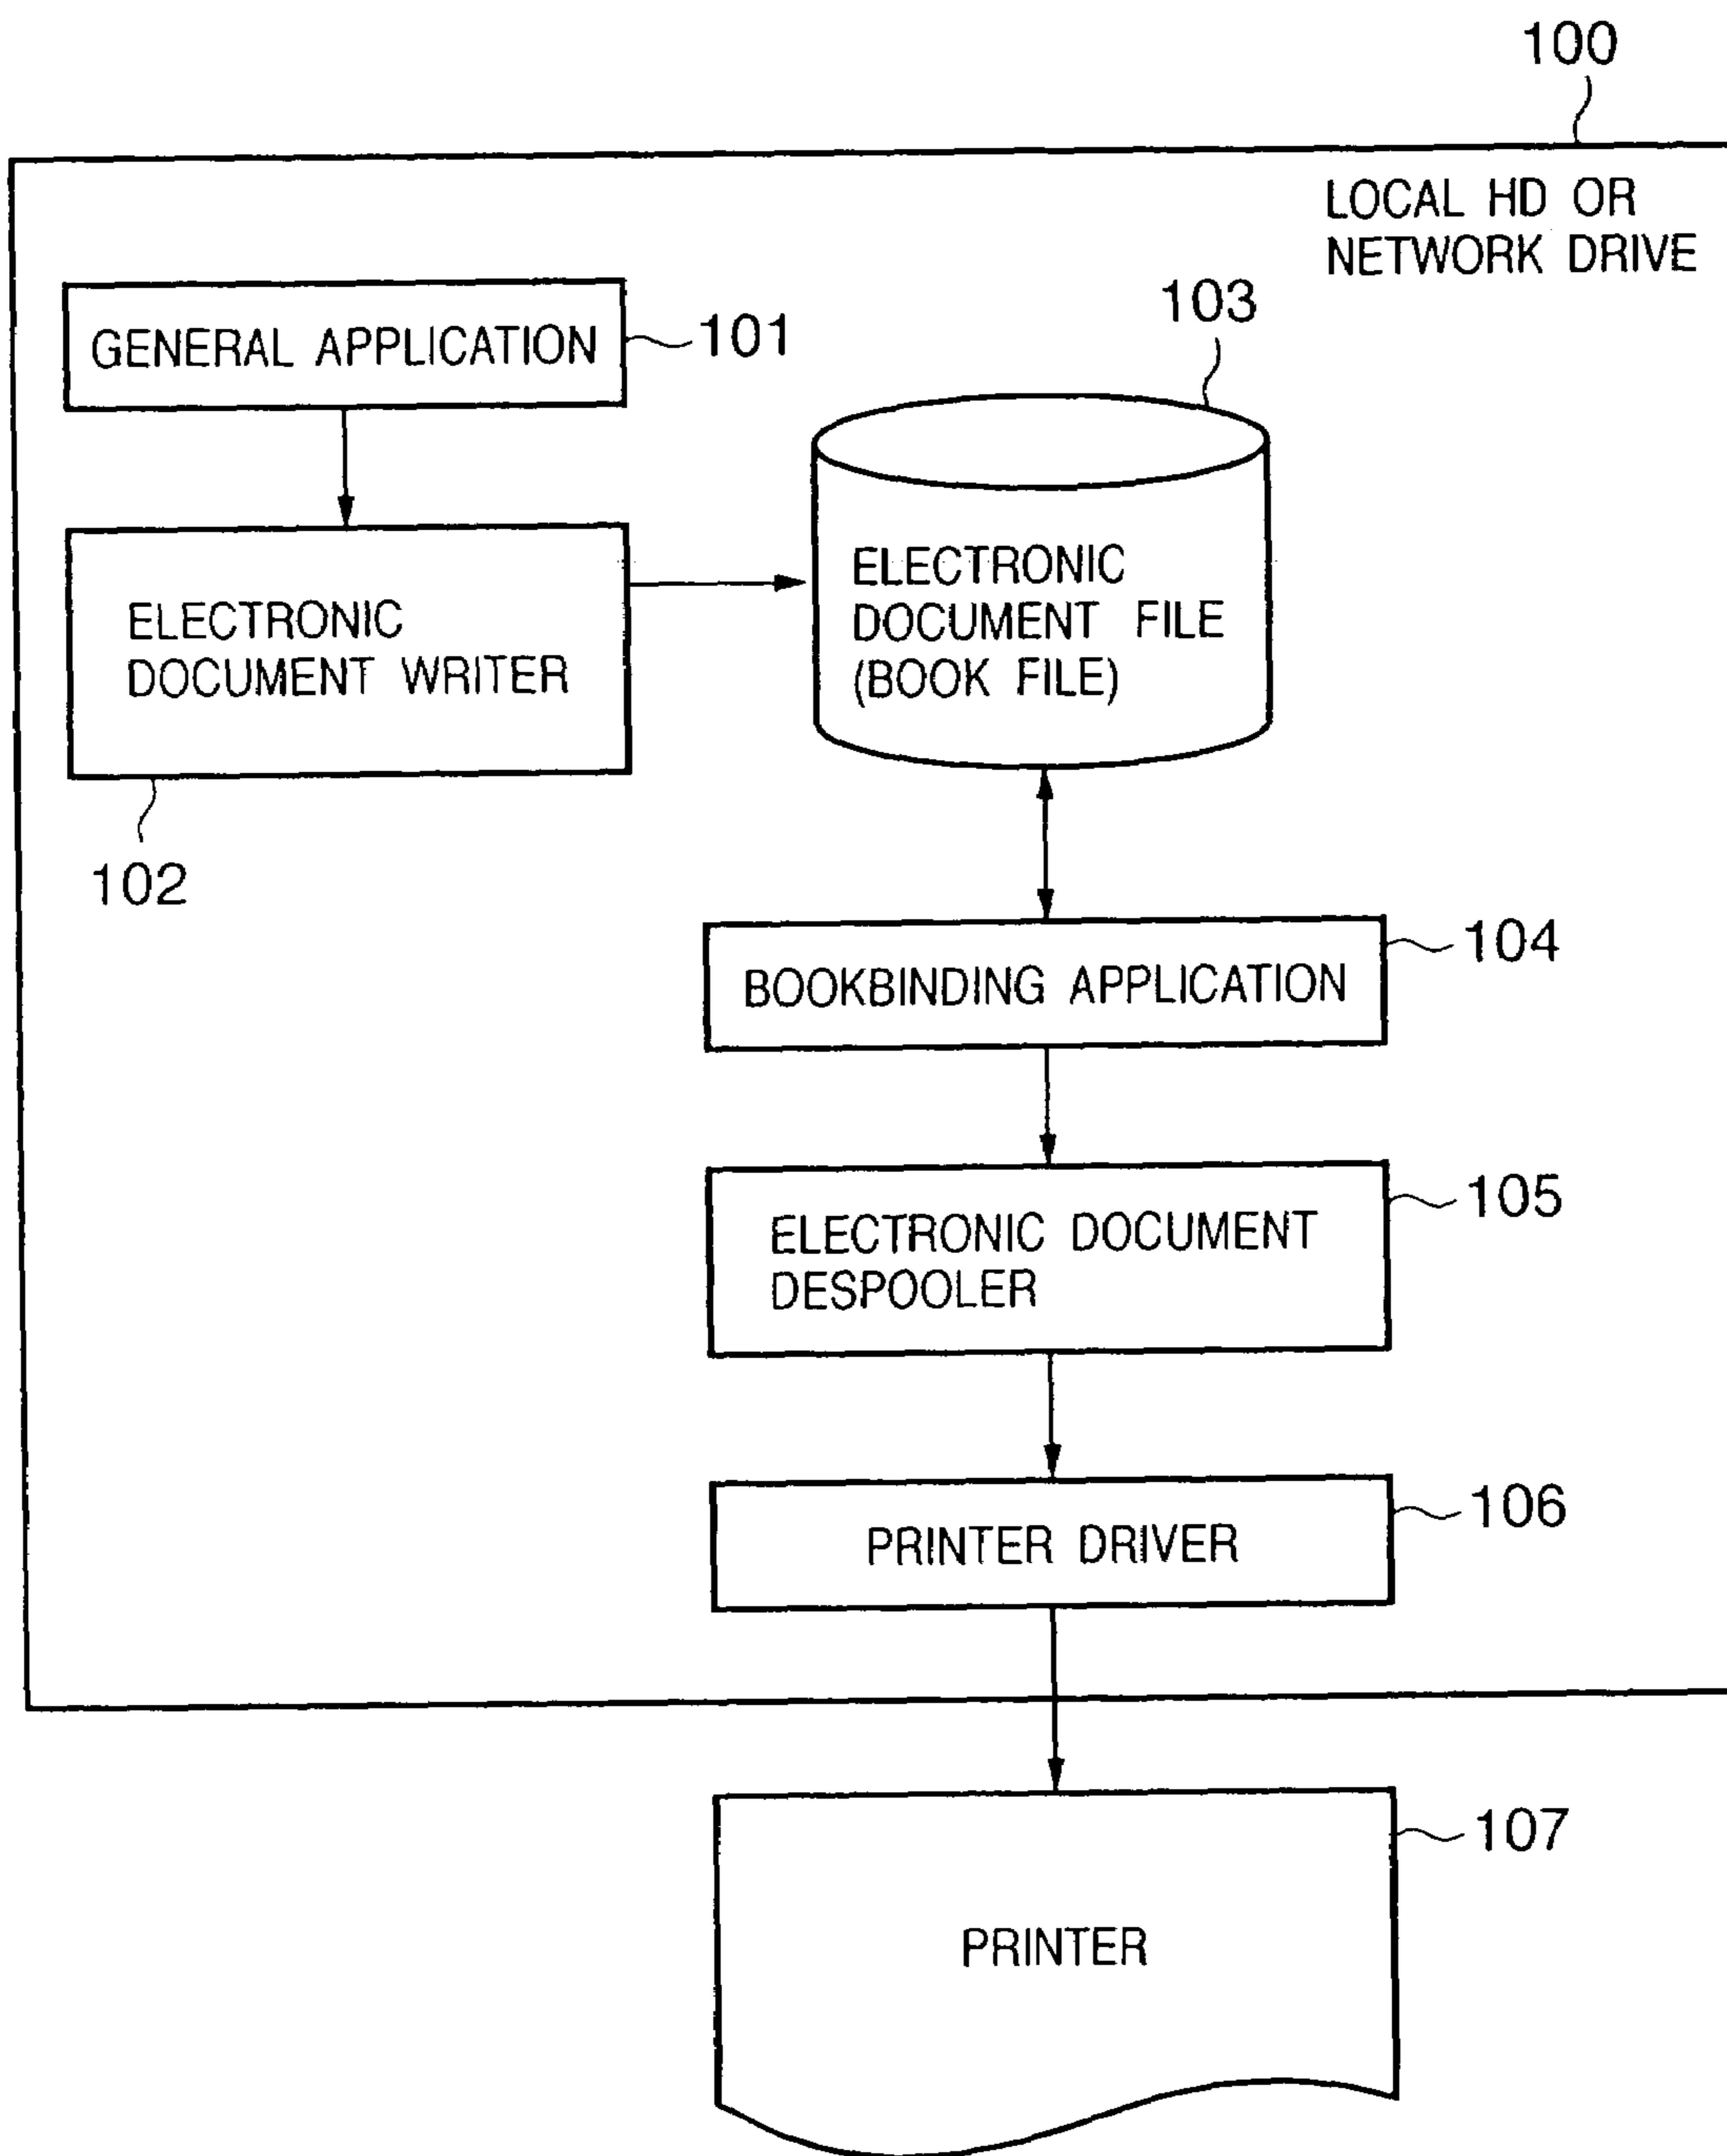 100
LOCAL HD OR
NETWORK DRIVE
103
GENERAL APPLICATION
101
ELECTRONIC
DOCUMENT FILE
(BOOK FILE)
ELECTRONIC
DOCUMENT WRITER
102
104
BOOKBINDING APPLICATION
105
ELECTRONIC DOCUMENT
DESPOOLER
106
PRINTER DRIVER
107
PRINTER